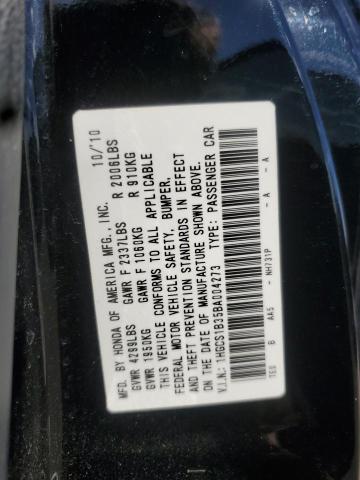 MFD. BY HONDA OF AMERICA MFG., INC. 10/'10
GVWR 4299LBS GAWR F 2337LBS R 2006LBS
GVWR 1950KG GAWR F 1060KG R 910KG
THIS VEHICLE CONFORMS TO ALL APPLICABLE
FEDERAL MOTOR VEHICLE SAFETY, BUMPER,
AND THEFT PREVENTION STANDARDS IN EFFECT
ON THE DATE OF MANUFACTURE SHOWN ABOVE.
V.I.N.: 1HGCS1B35BA004273 TYPE: PASSENGER CAR
TE0 B AA5 - NH731P - A - A